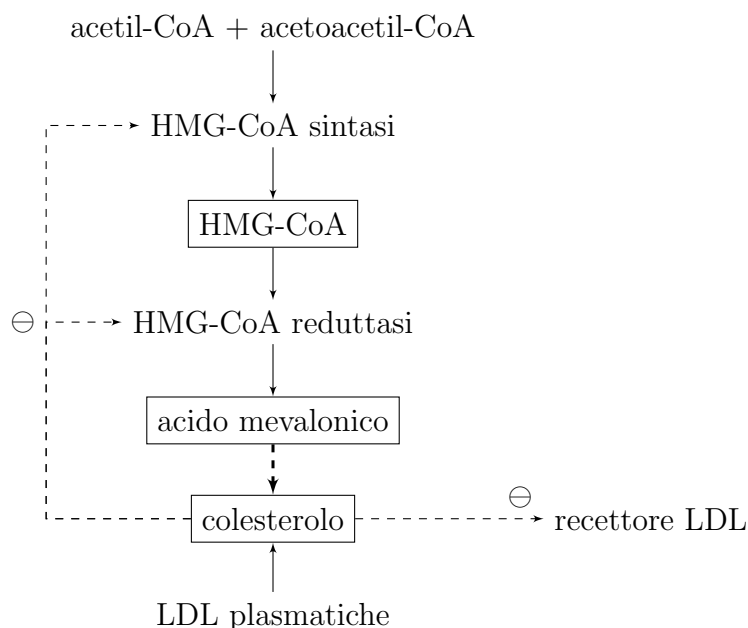 acetil-CoA + acetoacetil-CoA
HMG-CoA sintasi
HMG-CoA
⊖
HMG-CoA reduttasi
acido mevalonico
⊖
colesterolo
recettore LDL
LDL plasmatiche